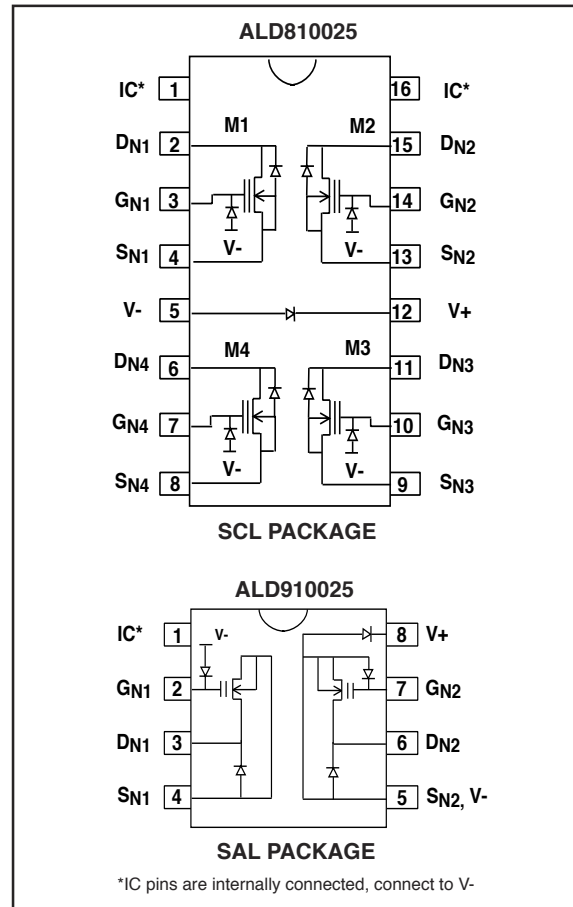 ALD810025
IC* 1 16 IC*
M1 M2
DN1 2 15 DN2
GN1 3 14 GN2
V- V-
SN1 4 13 SN2
V- 5 12 V+
M4 M3
DN4 6 11 DN3
GN4 7 10 GN3
V- V-
SN4 8 9 SN3
SCL PACKAGE
ALD910025
IC* 1 V- 8 V+
GN1 2 7 GN2
DN1 3 6 DN2
SN1 4 5 SN2, V-
SAL PACKAGE
*IC pins are internally connected, connect to V-